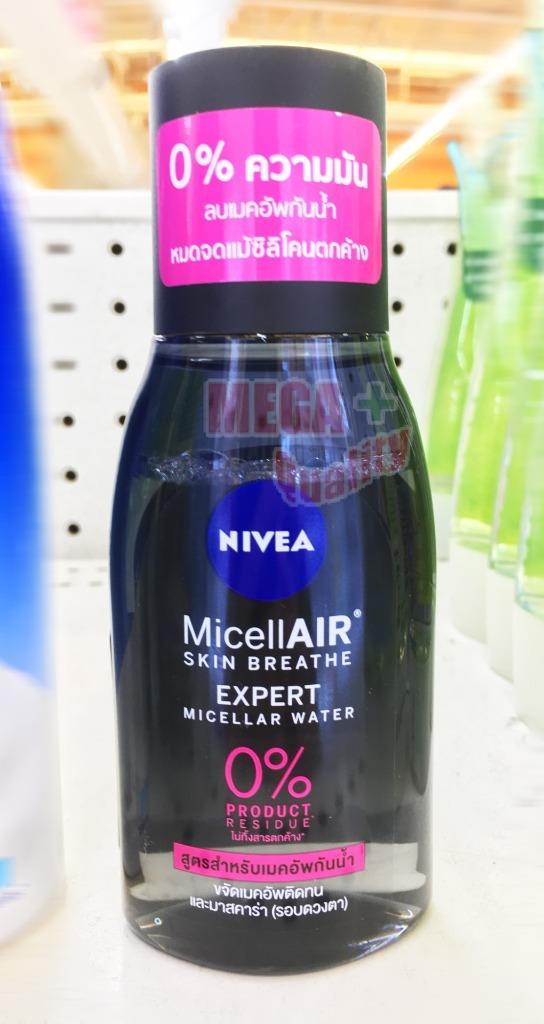 0% ความมัน
ลบเมคอัพกันน้ำ
หมดจดแม้ซิลิโคนตกค้าง
MEGA +
Quality
NIVEA
MicellAIR®
SKIN BREATHE
EXPERT
MICELLAR WATER
0%
PRODUCT
RESIDUE*
ไม่ทิ้งสารตกค้าง*
สูตรสำหรับเมคอัพกันน้ำ
ขจัดเมคอัพติดทน
และมาสคาร่า (รอบดวงตา)